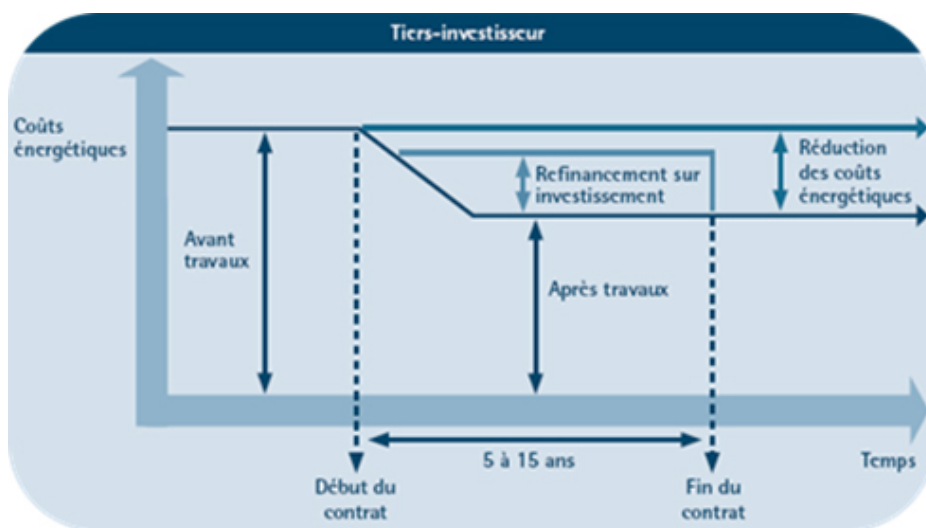 Tiers-investisseur
Coûts
énergétiques
Réduction
des coûts
énergétiques
Refinancement sur
investissement
Avant
travaux
Après travaux
5 à 15 ans
Temps
Début du
contrat
Fin du
contrat